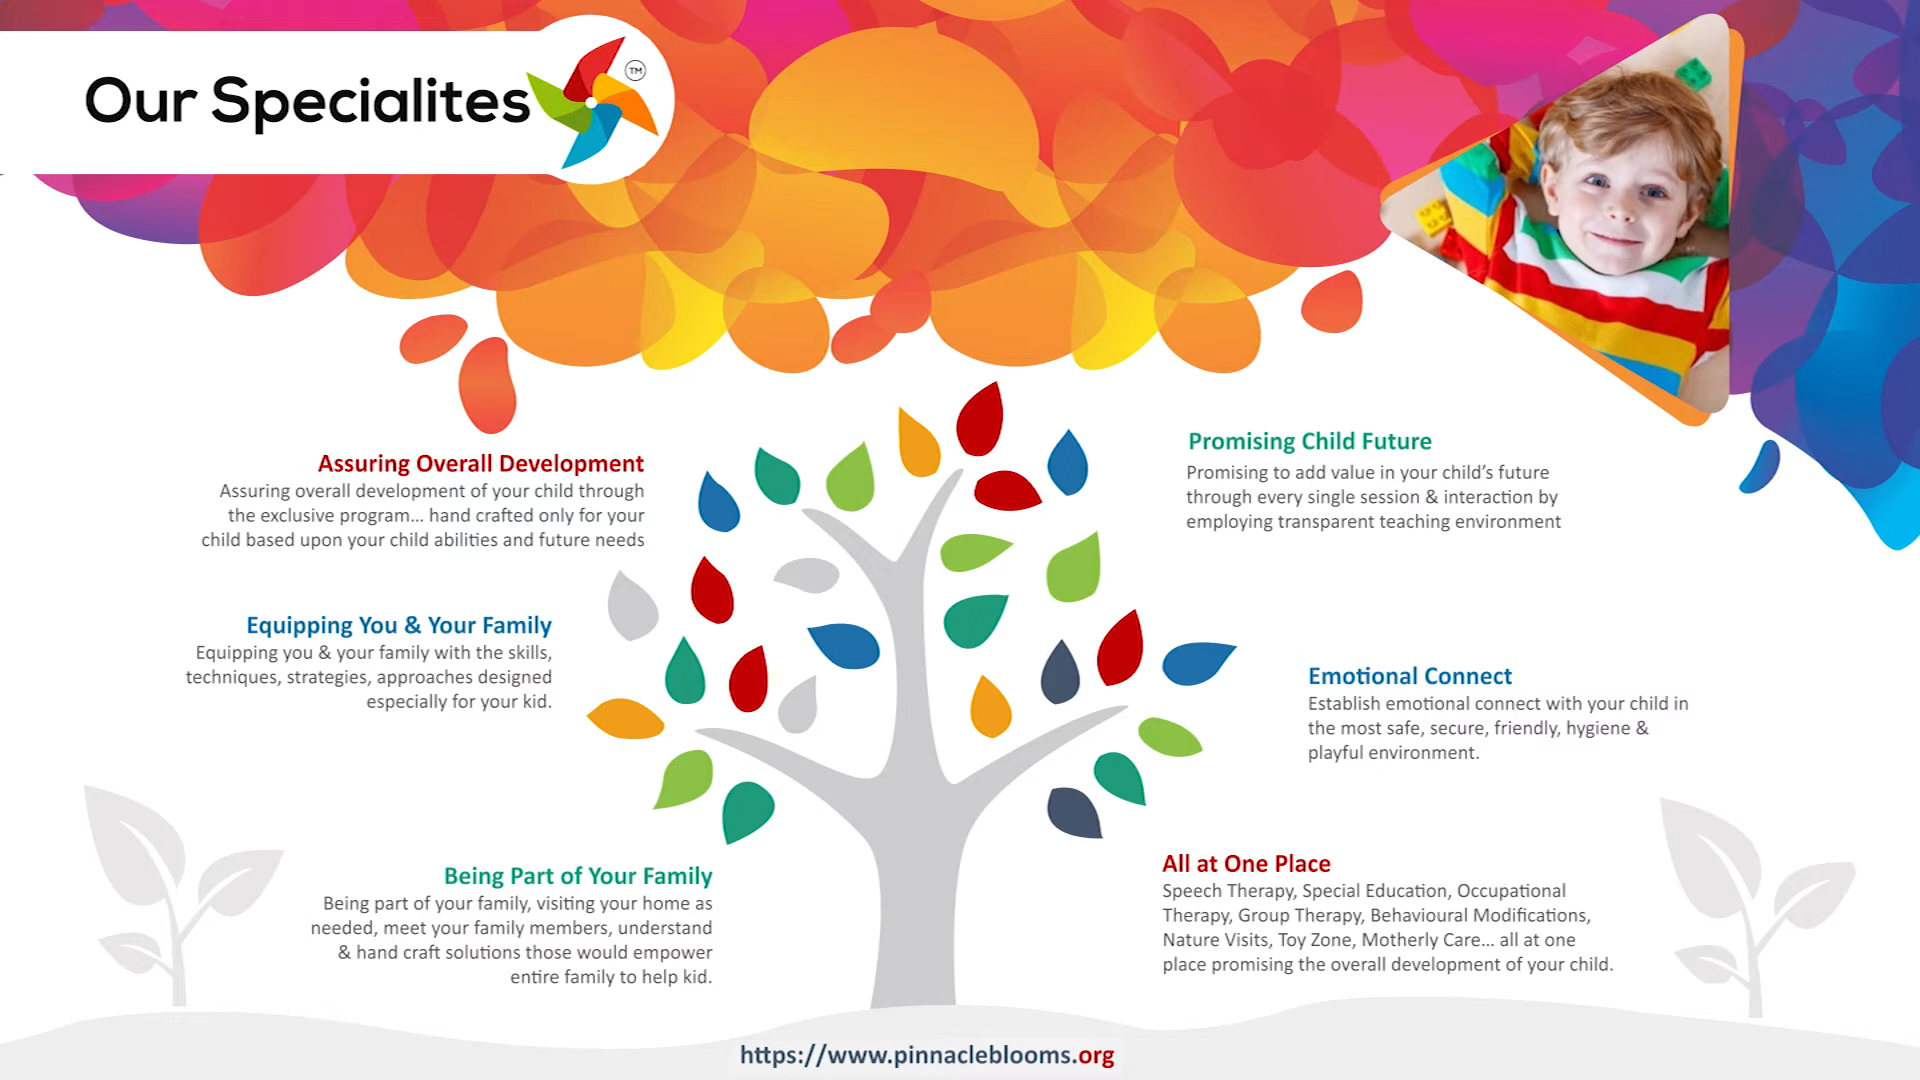 Our Specialites
TM
Assuring Overall Development
Assuring overall development of your child through
the exclusive program... hand crafted only for your
child based upon your child abilities and future needs
Equipping You & Your Family
Equipping you & your family with the skills,
techniques, strategies, approaches designed
especially for your kid.
Being Part of Your Family
Being part of your family, visiting your home as
needed, meet your family members, understand
& hand craft solutions those would empower
entire family to help kid.
Promising Child Future
Promising to add value in your child’s future
through every single session & interaction by
employing transparent teaching environment
Emotional Connect
Establish emotional connect with your child in
the most safe, secure, friendly, hygiene &
playful environment.
All at One Place
Speech Therapy, Special Education, Occupational
Therapy, Group Therapy, Behavioural Modifications,
Nature Visits, Toy Zone, Motherly Care... all at one
place promising the overall development of your child.
https://www.pinnacleblooms.org